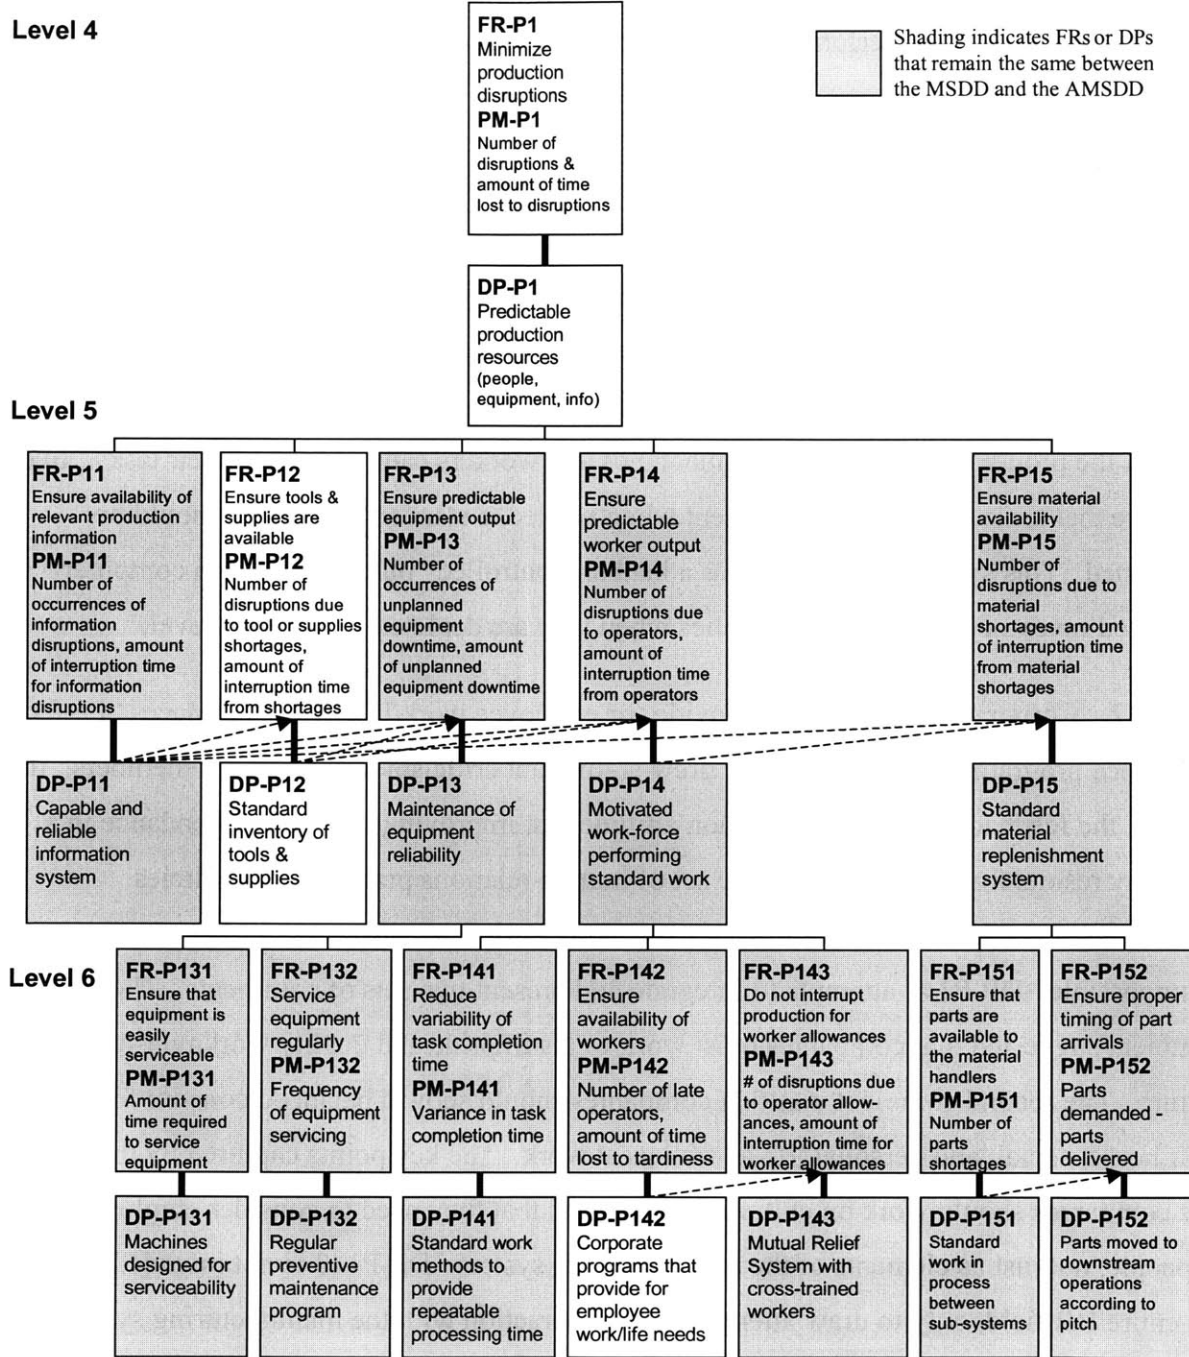 Level 4
FR-P1
Minimize
production
disruptions
PM-P1
Number of
disruptions &
amount of time
lost to disruptions
Shading indicates FRs or DPs
that remain the same between
the MSDD and the AMSDD
DP-P1
Predictable
production
resources
(people,
equipment, info)
Level 5
FR-P11
Ensure availability of
relevant production
information
PM-P11
Number of
occurrences of
information
disruptions, amount
of interruption time
for information
disruptions
FR-P12
Ensure tools &
supplies are
available
PM-P12
Number of
disruptions due
to tool or supplies
shortages,
amount of
interruption time
from shortages
FR-P13
Ensure predictable
equipment output
PM-P13
Number of
occurrences of
unplanned
equipment
downtime, amount
of unplanned
equipment downtime
FR-P14
Ensure
predictable
worker output
PM-P14
Number of
disruptions due
to operators,
amount of
interruption time
from operators
FR-P15
Ensure material
availability
PM-P15
Number of
disruptions due to
material
shortages, amount
of interruption time
from material
shortages
DP-P11
Capable and
reliable
information
system
DP-P12
Standard
inventory of
tools &
supplies
DP-P13
Maintenance of
equipment
reliability
DP-P14
Motivated
work-force
performing
standard work
DP-P15
Standard
material
replenishment
system
Level 6
FR-P131
Ensure that
equipment is
easily
serviceable
PM-P131
Amount of
time required
to service
equipment
FR-P132
Service
equipment
regularly
PM-P132
Frequency
of equipment
servicing
FR-P141
Reduce
variability of
task completion
time
PM-P141
Variance in task
completion time
FR-P142
Ensure
availability of
workers
PM-P142
Number of late
operators,
amount of time
lost to tardiness
FR-P143
Do not interrupt
production for
worker allowances
PM-P143
# of disruptions due
to operator allow-
ances, amount of
interruption time for
worker allowances
FR-P151
Ensure that
parts are
available to
the material
handlers
PM-P151
Number of
parts
shortages
FR-P152
Ensure proper
timing of part
arrivals
PM-P152
Parts
demanded -
parts
delivered
DP-P131
Machines
designed for
serviceability
DP-P132
Regular
preventive
maintenance
program
DP-P141
Standard work
methods to
provide
repeatable
processing time
DP-P142
Corporate
programs that
provide for
employee
work/life needs
DP-P143
Mutual Relief
System with
cross-trained
workers
DP-P151
Standard
work in
process
between
sub-systems
DP-P152
Parts moved to
downstream
operations
according to
pitch